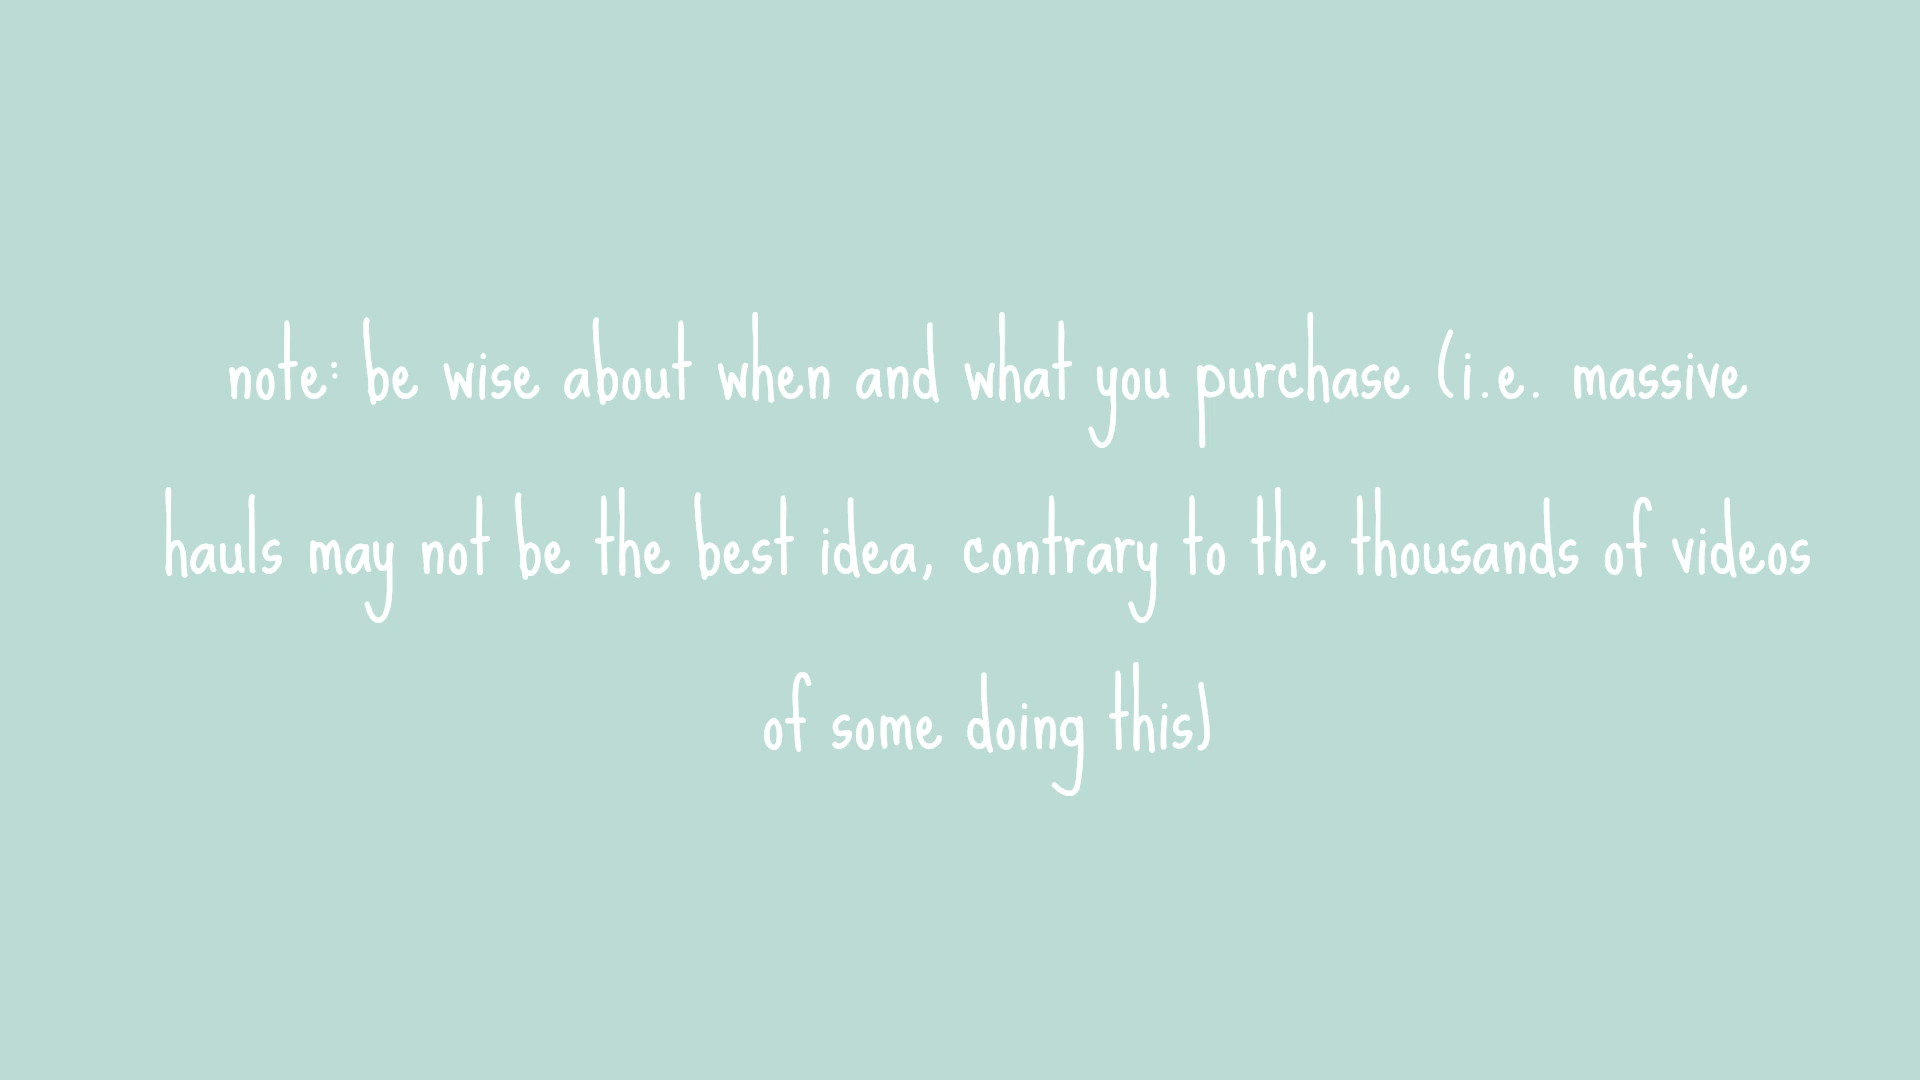 note: be wise about when and what you purchase (i.e. massive
hauls may not be the best idea, contrary to the thousands of videos
of some doing this)